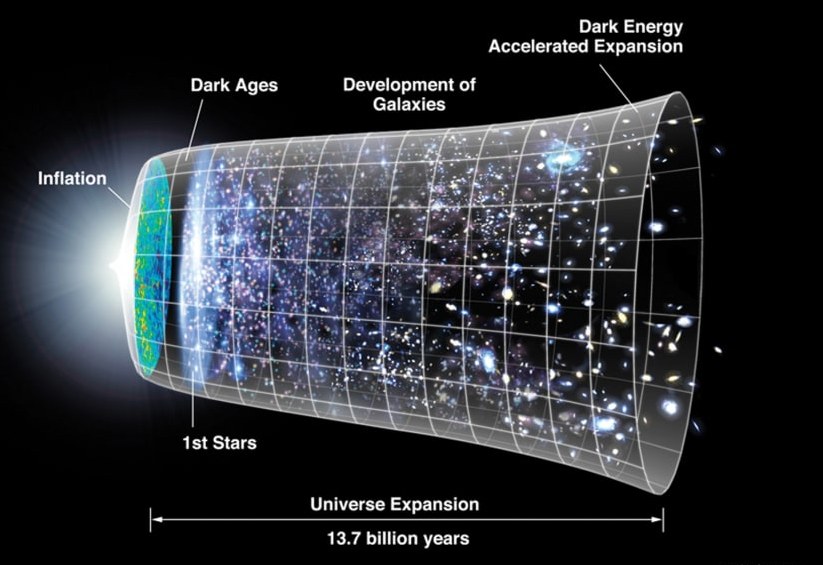 Dark Energy
Accelerated Expansion
Dark Ages
Development of
Galaxies
Inflation
1st Stars
Universe Expansion
13.7 billion years